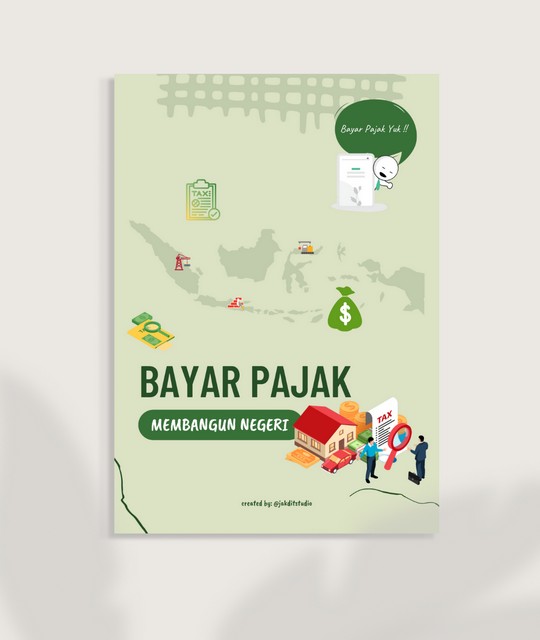 Bayar Pajak Yuk !!
TAX
BAYAR PAJAK
MEMBANGUN NEGERI
TAX
created by: @jakditstudio